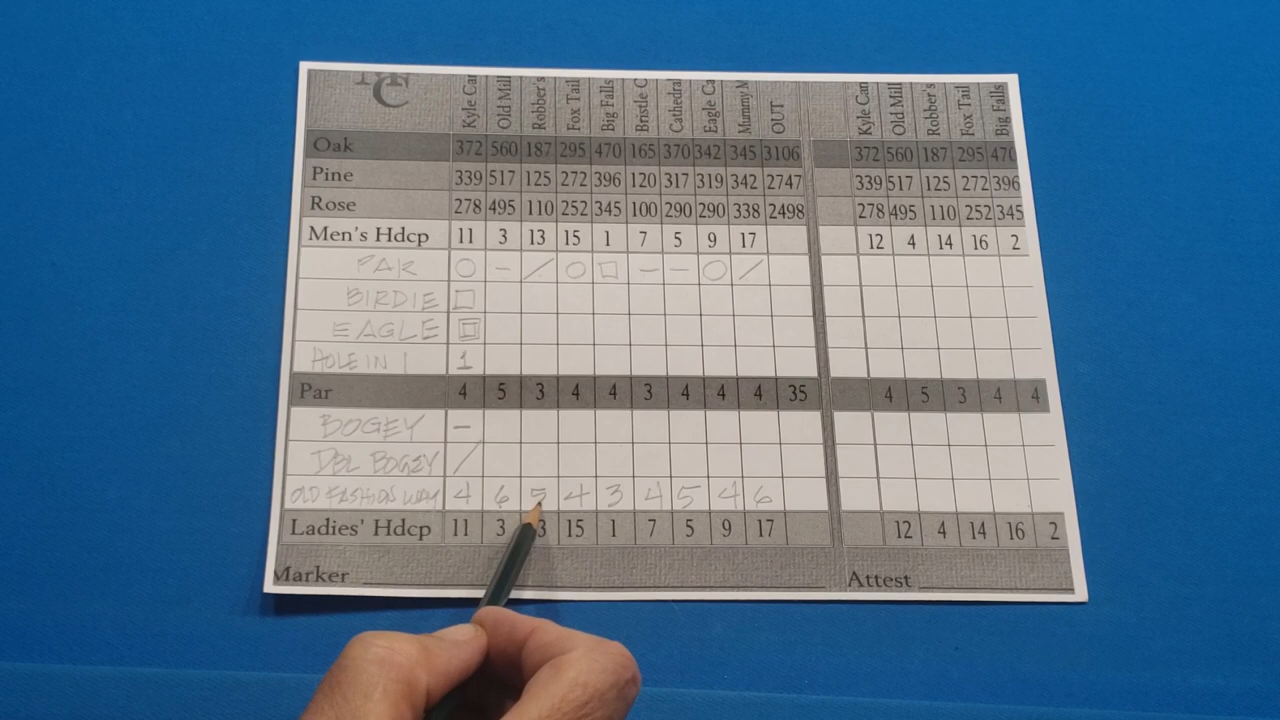 Kyle Can Old Mill Robber's Fox Tail Big Falls Bristle C Cathedral Eagle Ca Mummy M OUT Kyle Can Old Mill Robber's Fox Tail Big Falls
Oak 372 560 187 295 470 165 370 342 345 3106 372 560 187 295 470
Pine 339 517 125 272 396 120 317 319 342 2747 339 517 125 272 396
Rose 278 495 110 252 345 100 290 290 338 2498 278 495 110 252 345
Men's Hdcp 11 3 13 15 1 7 5 9 17 12 4 14 16 2
PAR ○ – / ○ □ – – ○ /
BIRDIE □
EAGLE
HOLE IN 1 1
Par 4 5 3 4 4 3 4 4 4 35 4 5 3 4 4
BOGEY –
DBL BOGEY /
OLD FASHION WAY 4 6 5 4 3 4 5 4 6
Ladies' Hdcp 11 3 3 15 1 7 5 9 17 12 4 14 16 2
Marker Attest